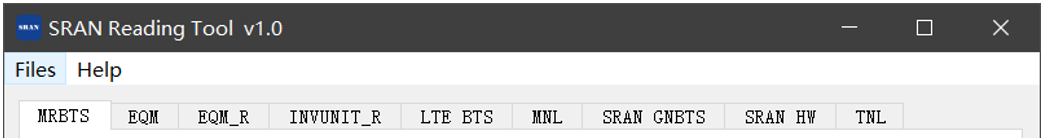 SRAN SRAN Reading Tool v1.0
Files Help
MRBTS EQM EQM_R INVUNIT_R LTE BTS MNL SRAN GNBTS SRAN HW TNL